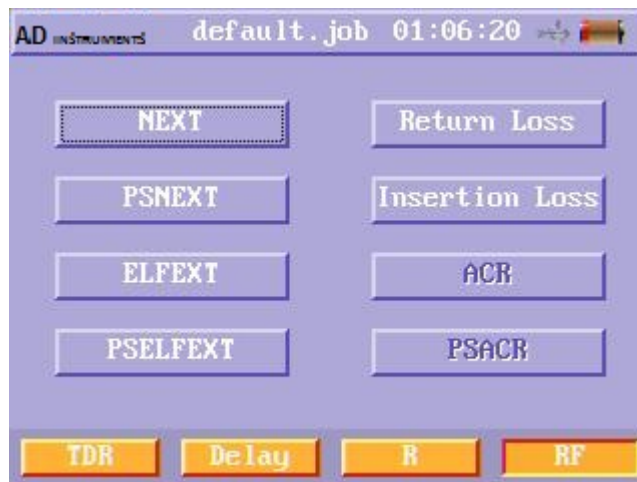 AD INSTRUMENTS default.job 01:06:20
NEXT Return Loss
PSNEXT Insertion Loss
ELFEXT ACR
PSELFEXT PSACR
TDR Delay R RF